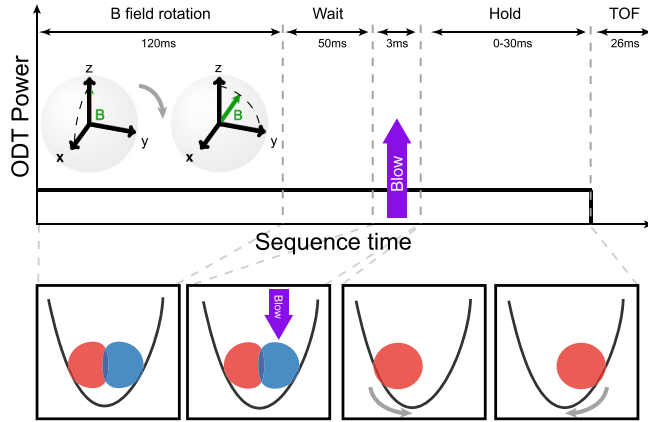 B field rotation
Wait
Hold
TOF
120ms
50ms
3ms
0-30ms
26ms
ODT Power
z
B
x
y
z
B
x
y
Blow
Sequence time
Blow